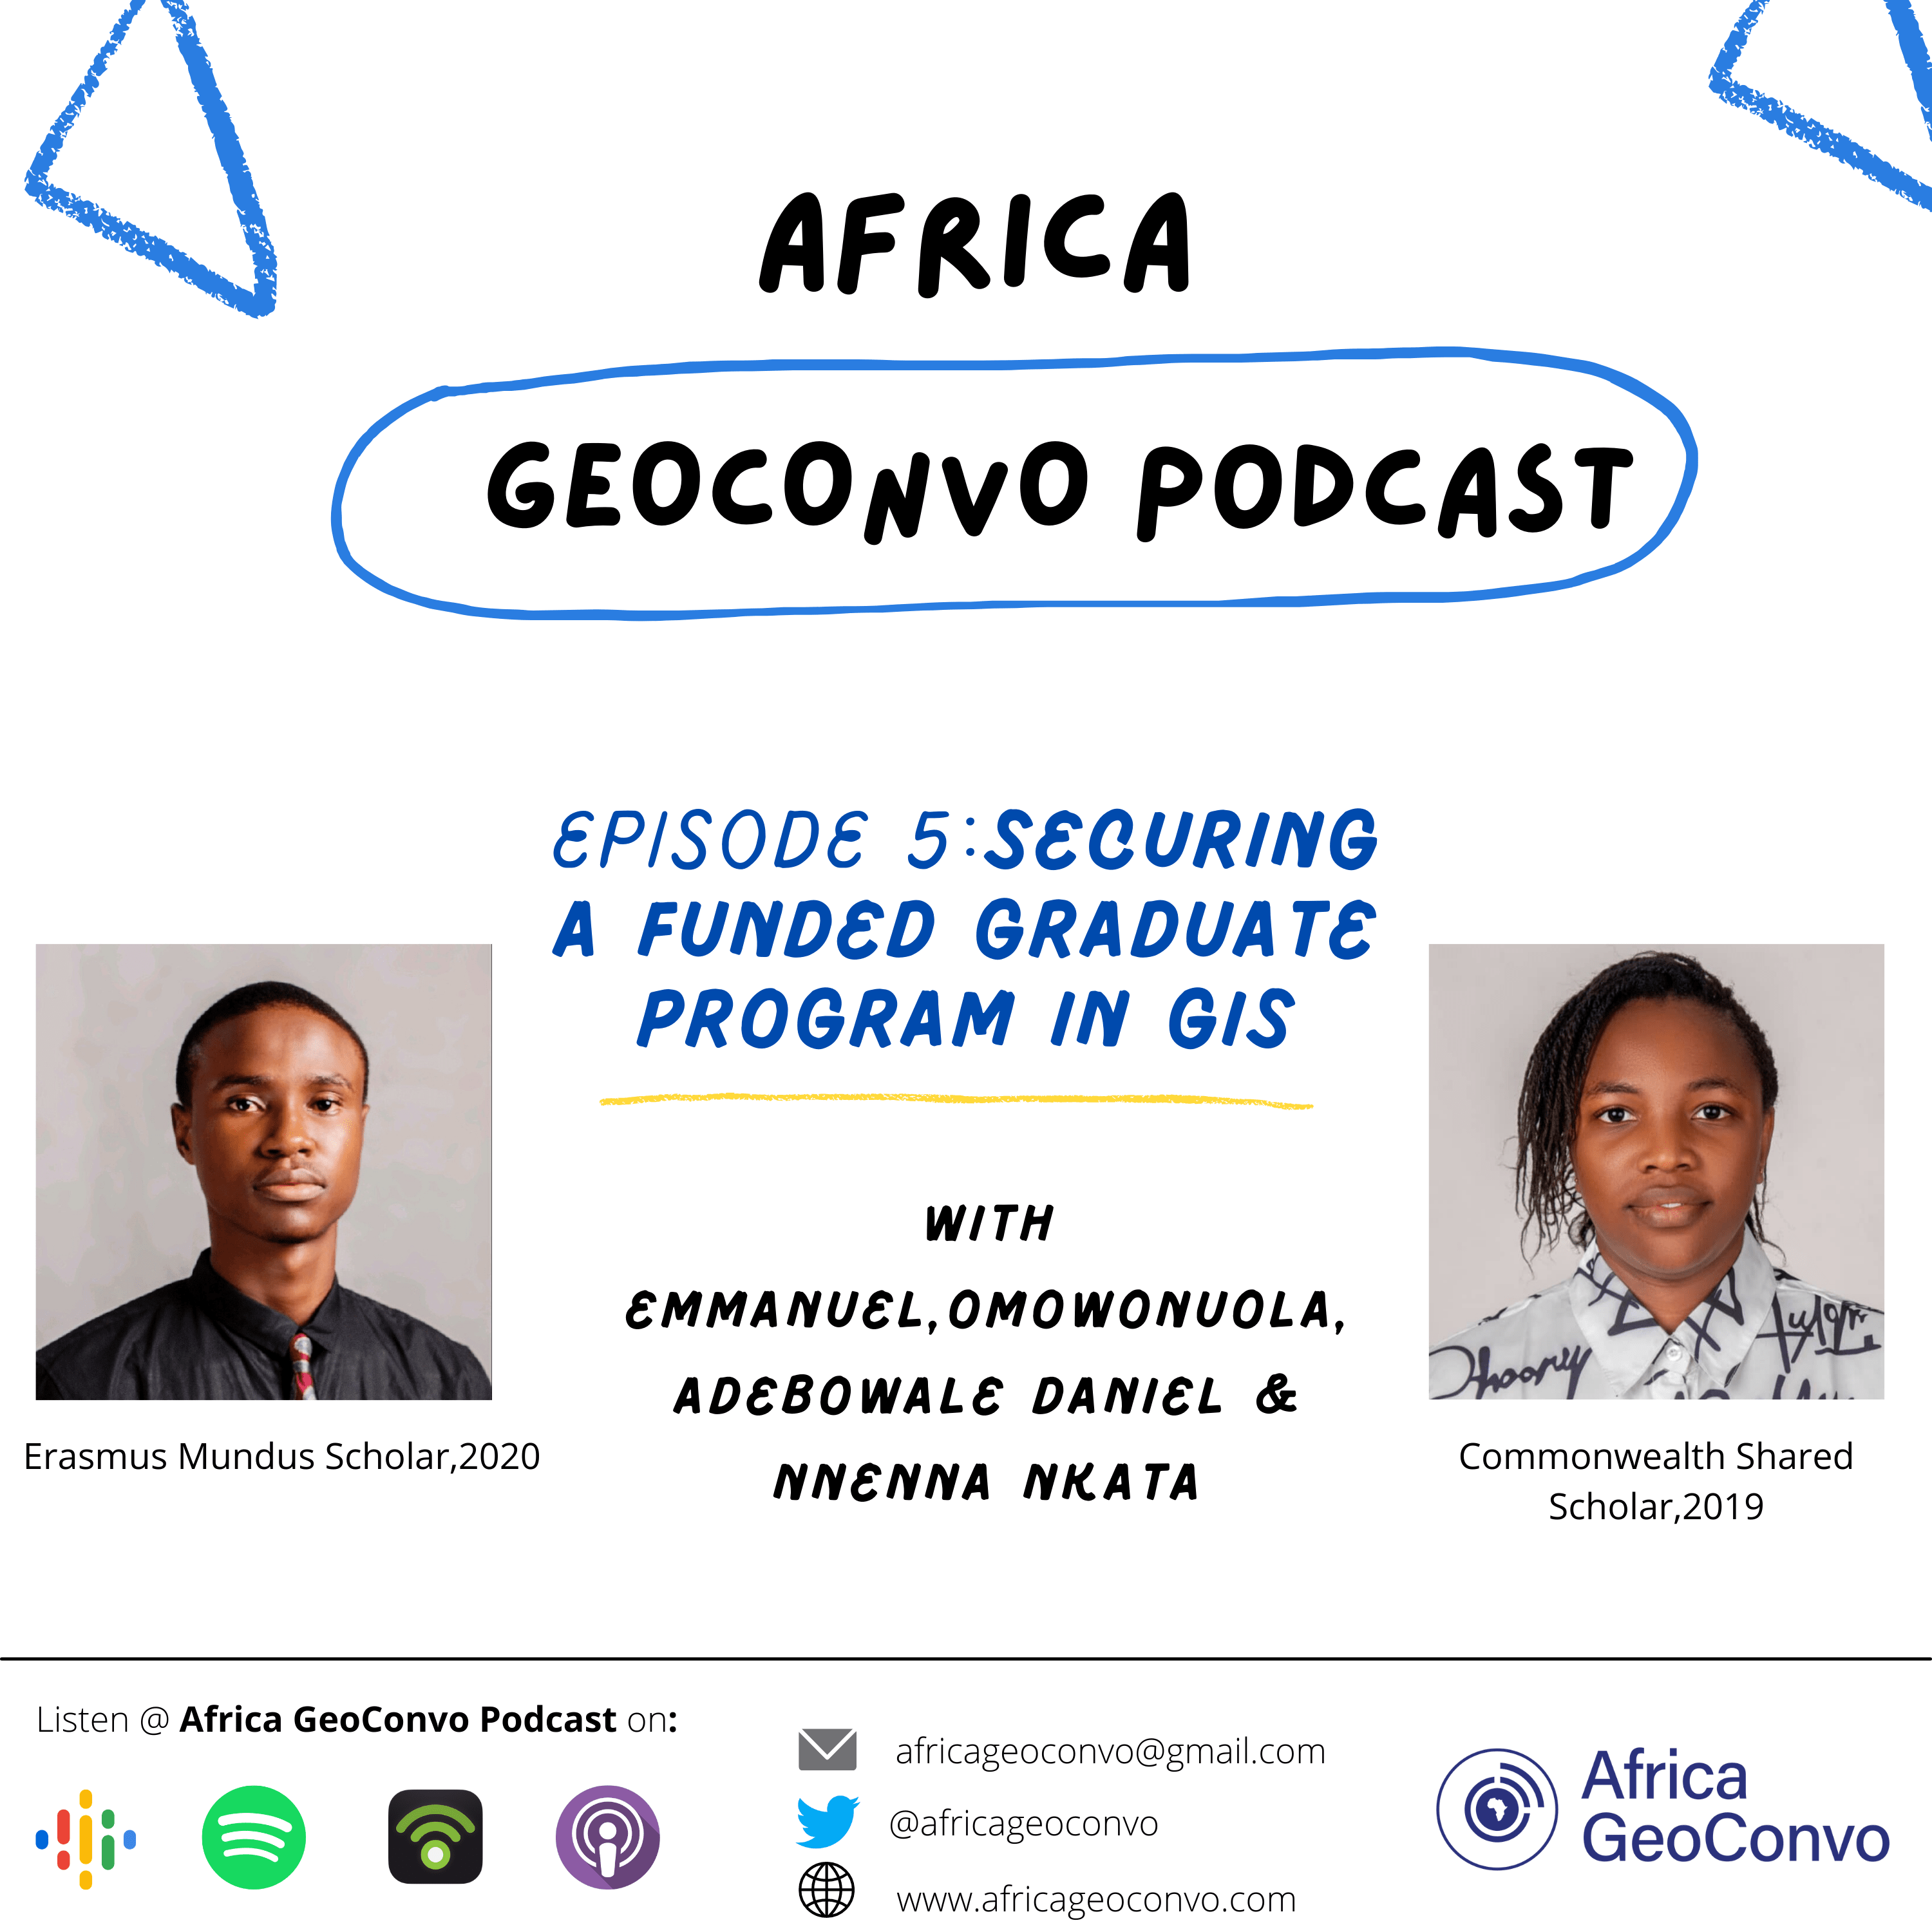 AFRICA
GEOCONVO PODCAST
EPISODE 5:SECURING
A FUNDED GRADUATE
PROGRAM IN GIS
WITH
EMMANUEL,OMOWONUOLA,
ADEBOWALE DANIEL &
NNENNA NKATA
Erasmus Mundus Scholar,2020
Commonwealth Shared
Scholar,2019
Listen @ Africa GeoConvo Podcast on:
africageoconvo@gmail.com
@africageoconvo
www.africageoconvo.com
Africa
GeoConvo